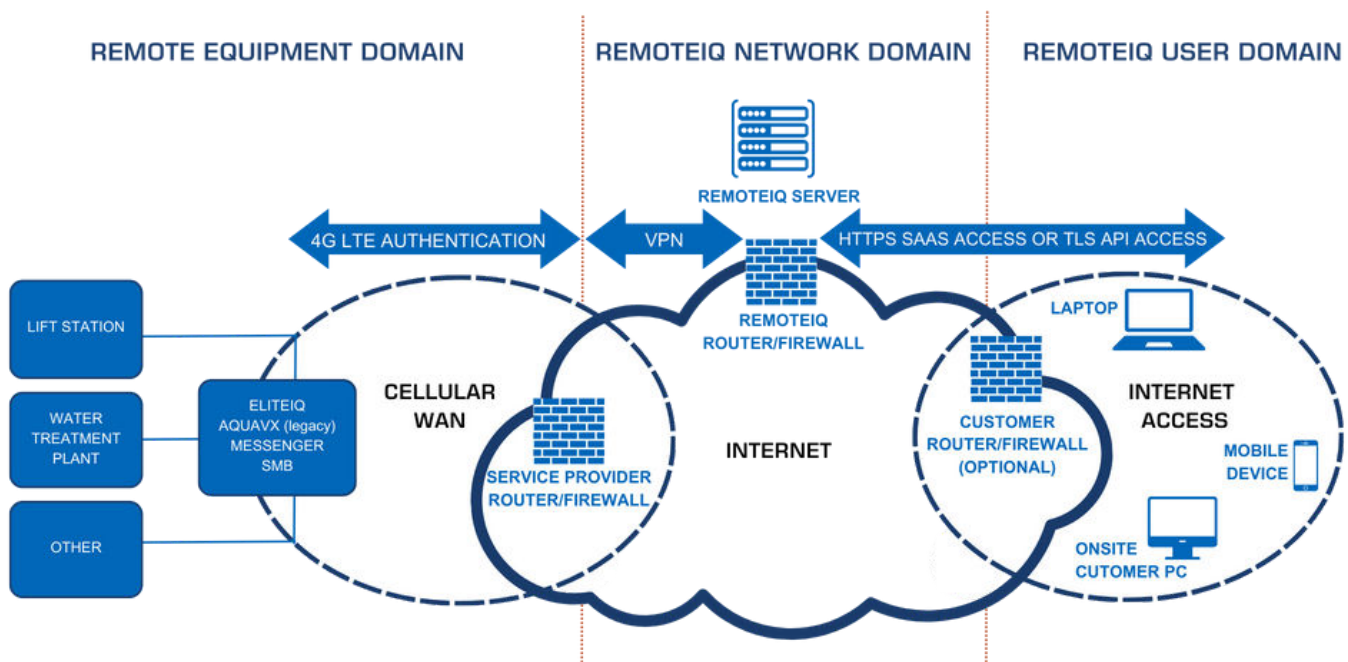 REMOTE EQUIPMENT DOMAIN
REMOTEIQ NETWORK DOMAIN
REMOTEIQ USER DOMAIN
REMOTEIQ SERVER
4G LTE AUTHENTICATION
VPN
HTTPS SAAS ACCESS OR TLS API ACCESS
LIFT STATION
WATER
TREATMENT
PLANT
OTHER
ELITEIQ
AQUAVX (legacy)
MESSENGER
SMB
CELLULAR
WAN
SERVICE PROVIDER
ROUTER/FIREWALL
REMOTEIQ
ROUTER/FIREWALL
INTERNET
CUSTOMER
ROUTER/FIREWALL
(OPTIONAL)
LAPTOP
INTERNET
ACCESS
MOBILE
DEVICE
ONSITE
CUTOMER PC